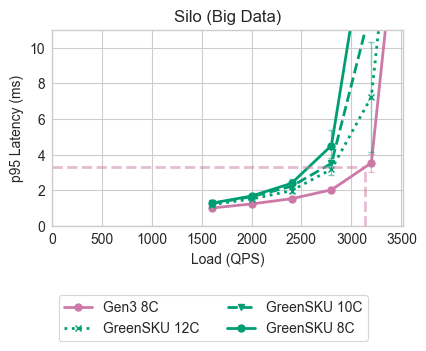 Silo (Big Data)
p95 Latency (ms)
10
8
6
4
2
0
0 500 1000 1500 2000 2500 3000 3500
Load (QPS)
Gen3 8C GreenSKU 10C
GreenSKU 12C GreenSKU 8C